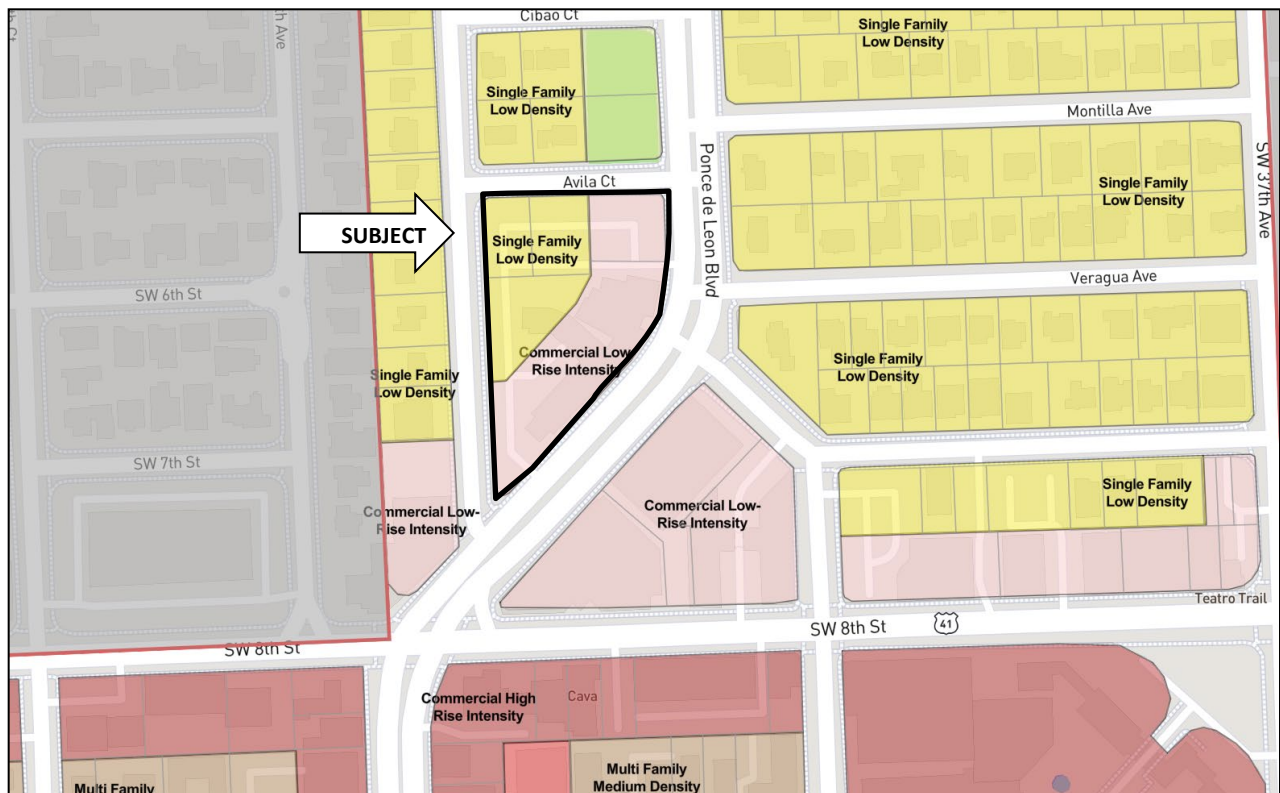 Cibao Ct
Single Family
Low Density
Single Family
Low Density
Montilla Ave
Ponce de Leon Blvd
SW 37th Ave
Avila Ct
SUBJECT
Single Family
Low Density
Single Family
Low Density
SW 6th St
Veragua Ave
Commercial Low-
Rise Intensity
Single Family
Low Density
Single Family
Low Density
SW 7th St
Commercial Low-
Rise Intensity
Commercial Low-
Rise Intensity
Single Family
Low Density
Teatro Trail
SW 8th St
41
SW 8th St
Commercial High
Rise Intensity
Cava
Multi Family
Medium Density
Multi Family